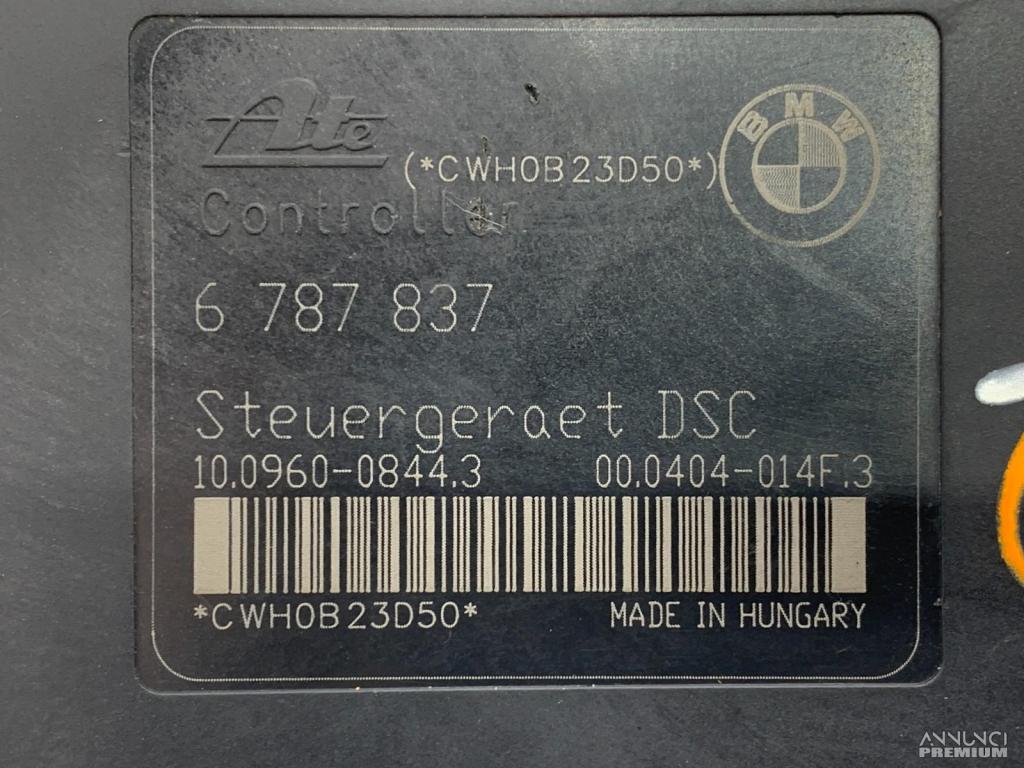 Ate
(*CWH0B23D50*)
BMW
Controller
6 787 837
Steuergeraet DSC
10.0960-0844.3 00.0404-014F.3
*CWH0B23D50* MADE IN HUNGARY
ANNUNCI
PREMIUM